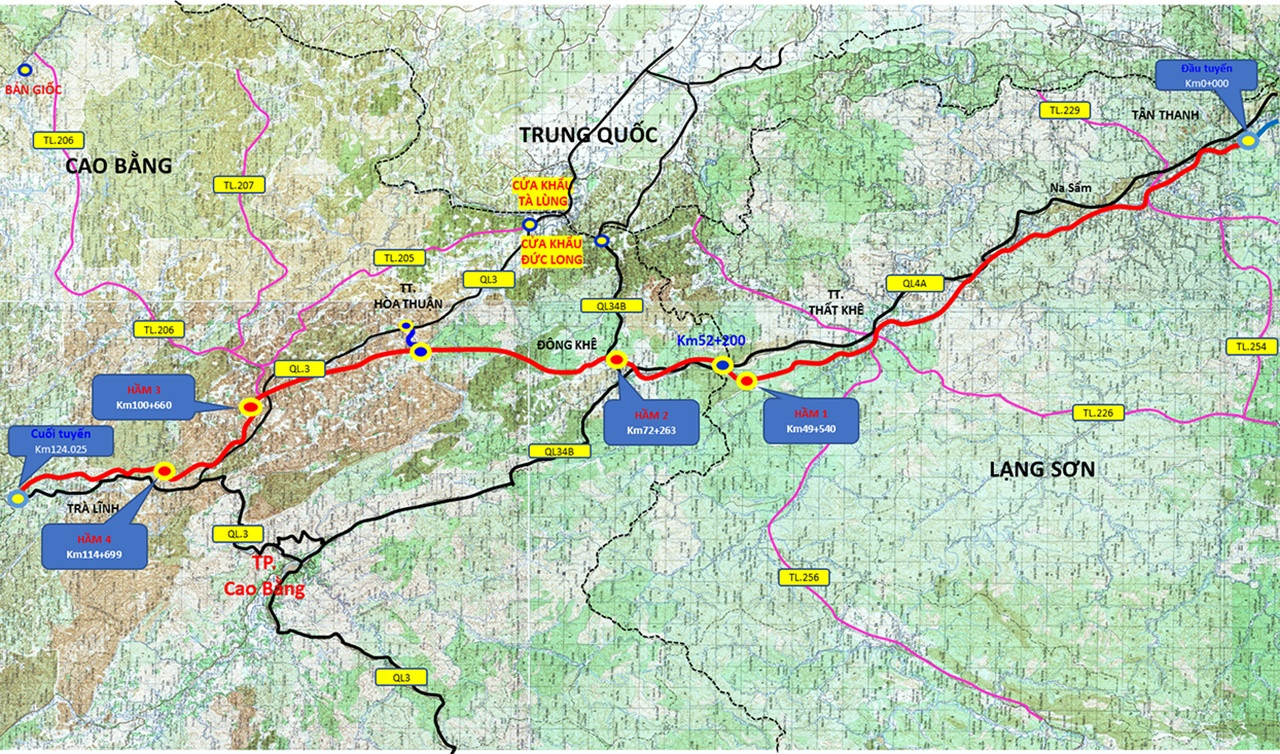 Đầu tuyến
Km0+000
BẢN GIỐC
TL.229
TÂN THANH
TRUNG QUỐC
TL.206
CAO BẰNG
TL.207
CỬA KHẨU
TÀ LÙNG
Na Sầm
CỬA KHẨU
ĐỨC LONG
TL.205
QL3
QL4A
TT.
HÒA THUẬN
TT.
THẤT KHÊ
QL34B
TL.206
ĐÔNG KHÊ
Km52+200
TL.254
QL.3
HẦM 3
Km100+660
HẦM 2
Km72+263
HẦM 1
Km49+540
TL.226
Cuối tuyến
Km124.025
QL34B
LẠNG SƠN
TRÀ LĨNH
HẦM 4
Km114+699
QL.3
TP.
Cao Bằng
TL.256
QL3